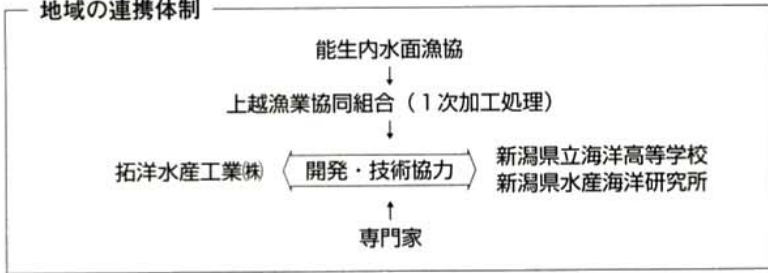 地域の連携体制
能生内水面漁協
↓
上越漁業協同組合（１次加工処理）
↓
拓洋水産工業㈱
開発・技術協力
新潟県立海洋高等学校
新潟県水産海洋研究所
↑
専門家